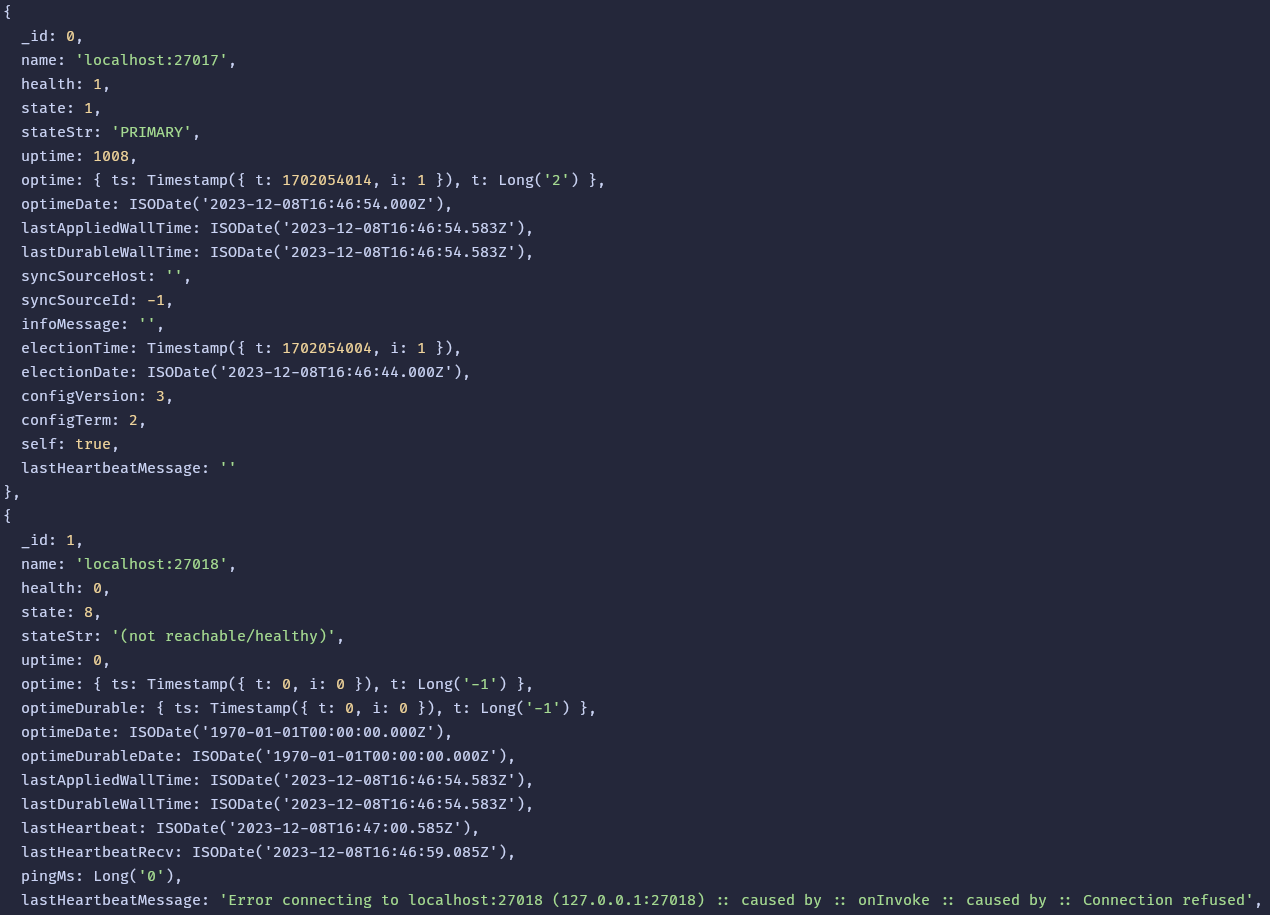 {
  _id: 0,
  name: 'localhost:27017',
  health: 1,
  state: 1,
  stateStr: 'PRIMARY',
  uptime: 1008,
  optime: { ts: Timestamp({ t: 1702054014, i: 1 }), t: Long('2') },
  optimeDate: ISODate('2023-12-08T16:46:54.000Z'),
  lastAppliedWallTime: ISODate('2023-12-08T16:46:54.583Z'),
  lastDurableWallTime: ISODate('2023-12-08T16:46:54.583Z'),
  syncSourceHost: '',
  syncSourceId: -1,
  infoMessage: '',
  electionTime: Timestamp({ t: 1702054004, i: 1 }),
  electionDate: ISODate('2023-12-08T16:46:44.000Z'),
  configVersion: 3,
  configTerm: 2,
  self: true,
  lastHeartbeatMessage: ''
},
{
  _id: 1,
  name: 'localhost:27018',
  health: 0,
  state: 8,
  stateStr: '(not reachable/healthy)',
  uptime: 0,
  optime: { ts: Timestamp({ t: 0, i: 0 }), t: Long('-1') },
  optimeDurable: { ts: Timestamp({ t: 0, i: 0 }), t: Long('-1') },
  optimeDate: ISODate('1970-01-01T00:00:00.000Z'),
  optimeDurableDate: ISODate('1970-01-01T00:00:00.000Z'),
  lastAppliedWallTime: ISODate('2023-12-08T16:46:54.583Z'),
  lastDurableWallTime: ISODate('2023-12-08T16:46:54.583Z'),
  lastHeartbeat: ISODate('2023-12-08T16:47:00.585Z'),
  lastHeartbeatRecv: ISODate('2023-12-08T16:46:59.085Z'),
  pingMs: Long('0'),
  lastHeartbeatMessage: 'Error connecting to localhost:27018 (127.0.0.1:27018) :: caused by :: onInvoke :: caused by :: Connection refused',